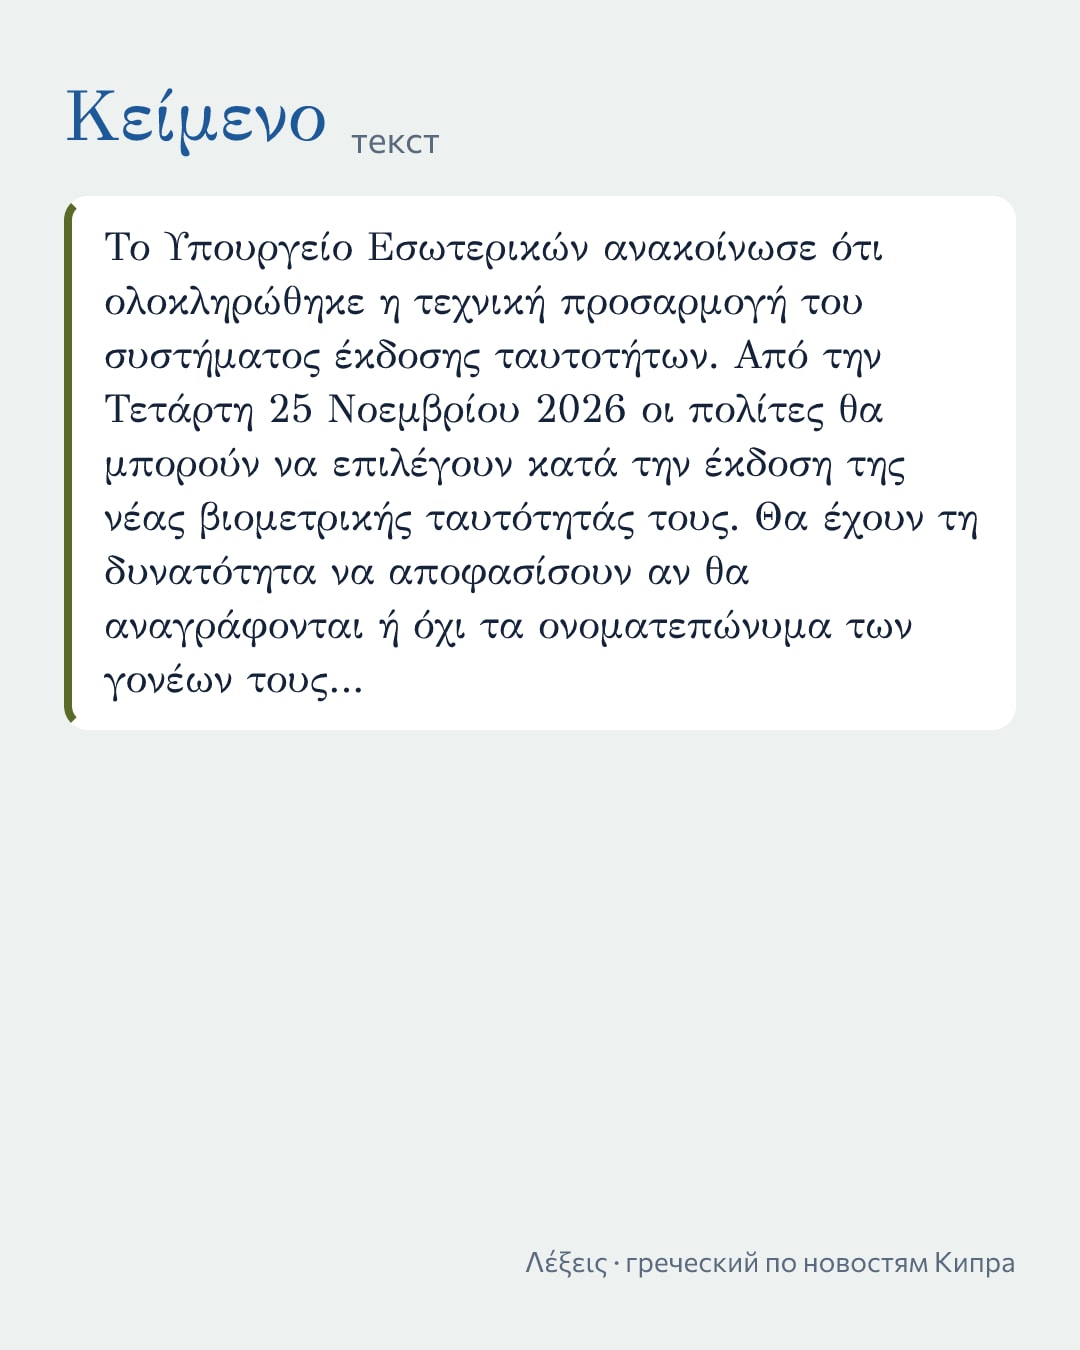 Κείμενο текст
Το Υπουργείο Εσωτερικών ανακοίνωσε ότι
ολοκληρώθηκε η τεχνική προσαρμογή του
συστήματος έκδοσης ταυτοτήτων. Από την
Τετάρτη 25 Νοεμβρίου 2026 οι πολίτες θα
μπορούν να επιλέγουν κατά την έκδοση της
νέας βιομετρικής ταυτότητάς τους. Θα έχουν τη
δυνατότητα να αποφασίσουν αν θα
αναγράφονται ή όχι τα ονοματεπώνυμα των
γονέων τους...
Λέξεις · греческий по новостям Кипра